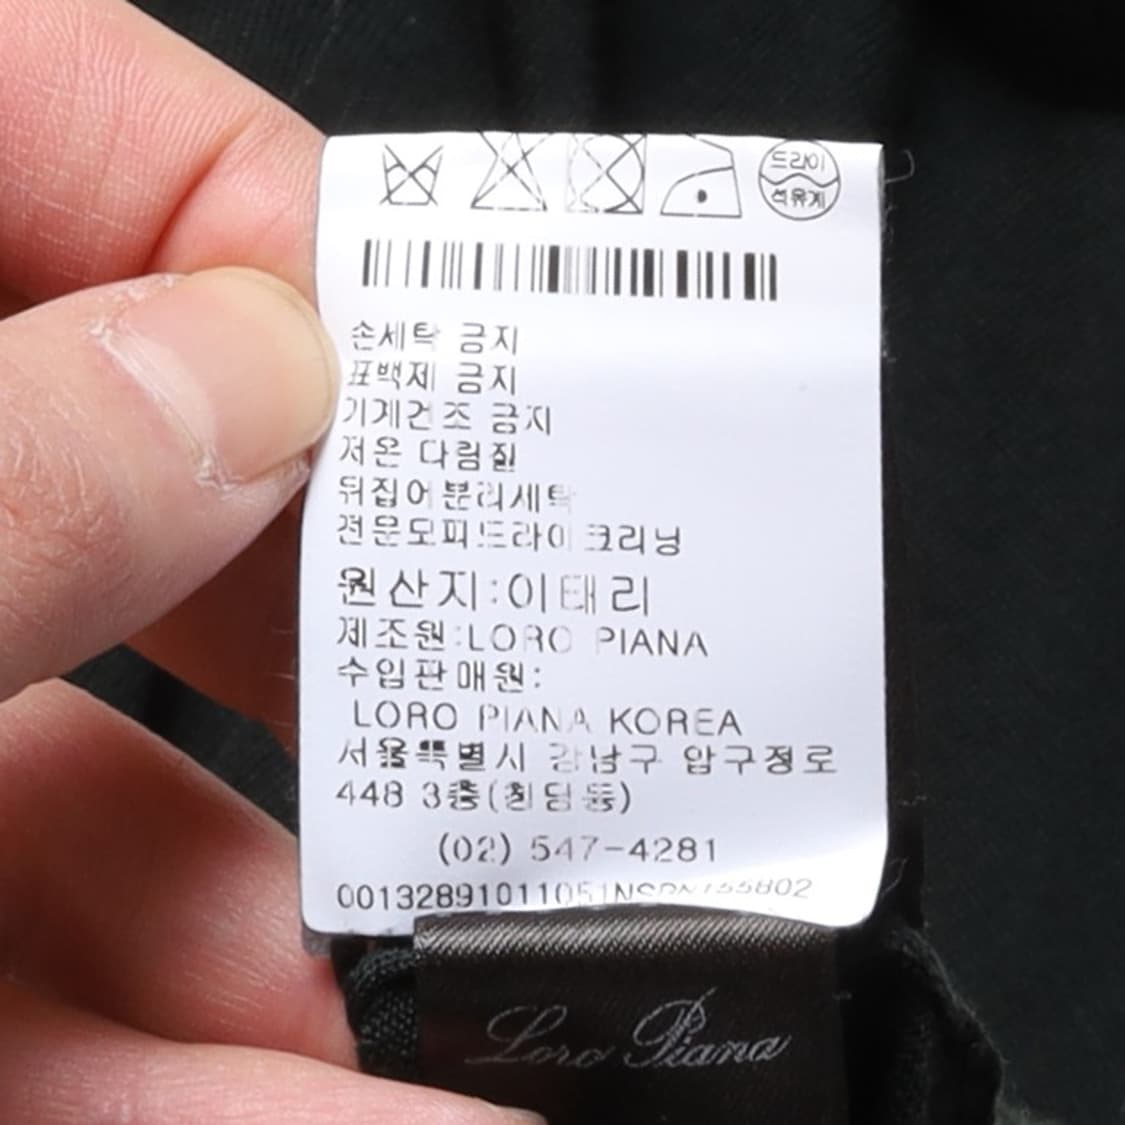 드라이
석유계
손세탁 금지
표백제 금지
기계건조 금지
저온 다림질
뒤집어분리세탁
전문모피드라이크리닝
원산지:이태리
제조원:LORO PIANA
수입판매원:
LORO PIANA KOREA
서울특별시 강남구 압구정로
448 3층(청담동)
(02) 547-4281
Loro Piana